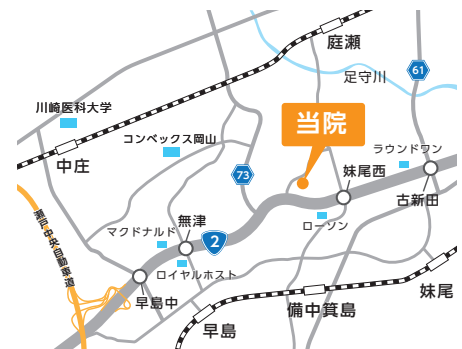 庭瀬
61
足守川
川崎医科大学
当院
コンベックス岡山
ラウンドワン
中庄
73
妹尾西
古新田
瀬戸中央自動車道
無津
マクドナルド
2
ローソン
ロイヤルホスト
早島中
妹尾
備中箕島
早島